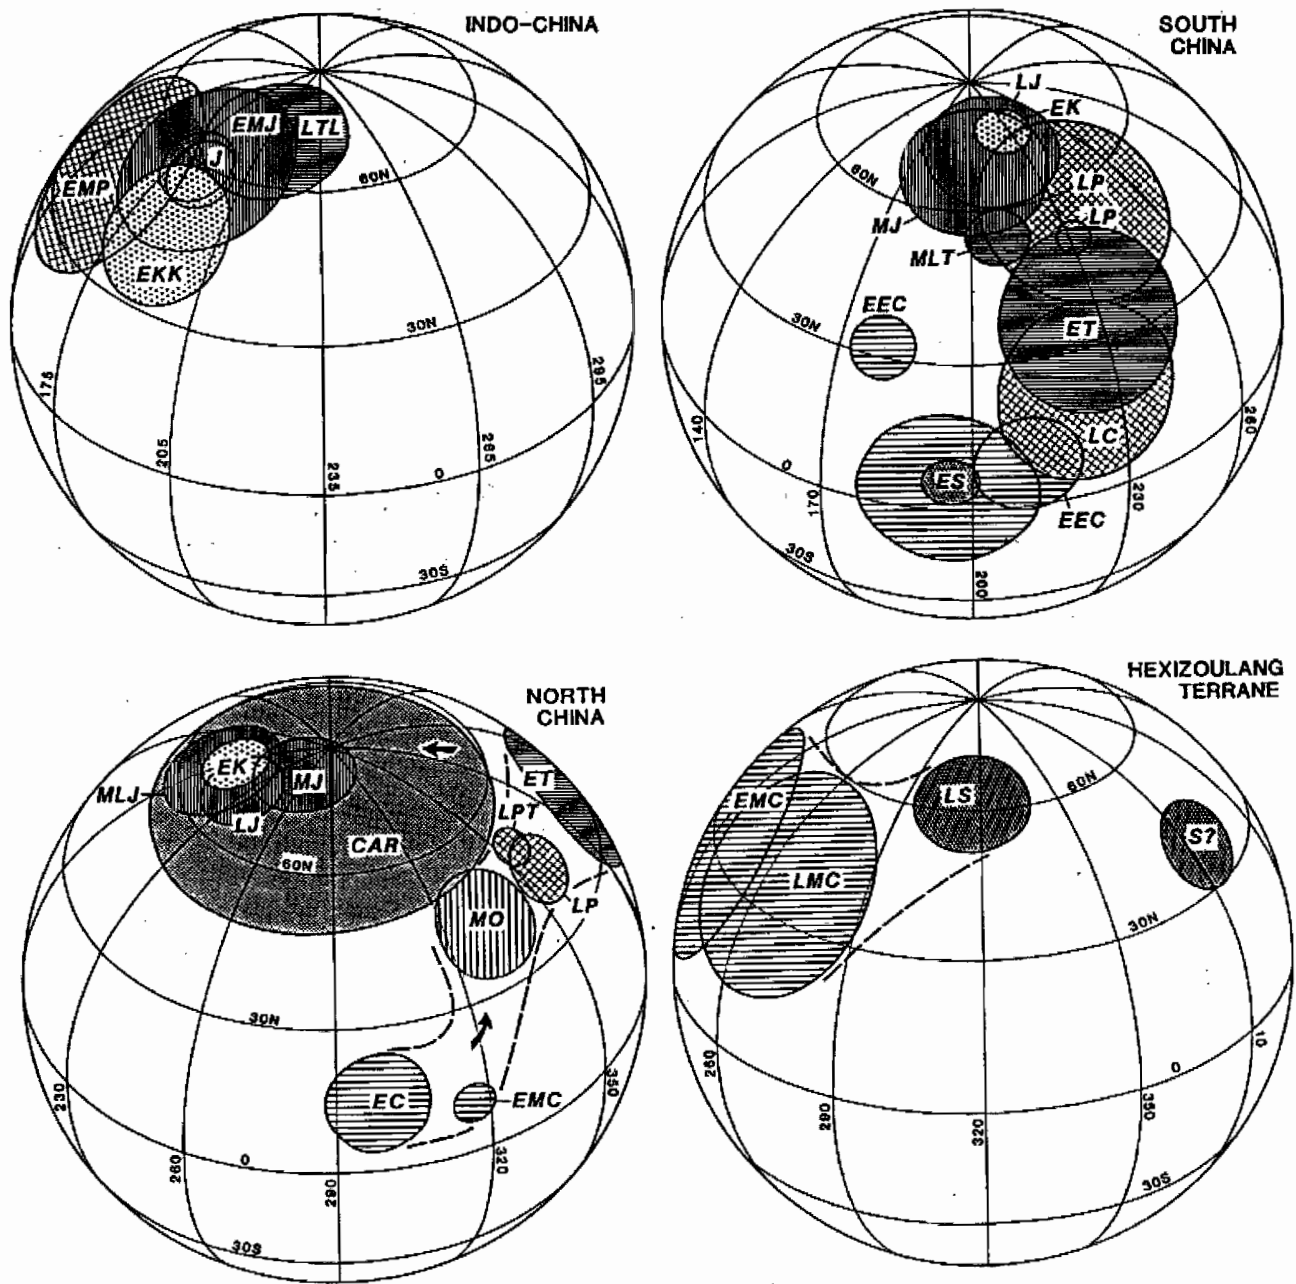 INDO-CHINA
EMJ
LTL
J
EMP
60N
EKK
30N
175
295
205
265
235
0
30S
SOUTH
CHINA
LJ
EK
60N
LP
LP
MJ
MLT
EEC
30N
ET
140
260
LC
0
ES
170
230
EEC
30S
200
NORTH
CHINA
EK
MJ
ET
MLJ
LPT
LJ
CAR
60N
LP
MO
30N
EC
EMC
230
350
260
0
320
290
30S
HEXIZOULANG
TERRANE
60N
EMC
LS
S?
LMC
30N
260
10
0
290
350
320
30S